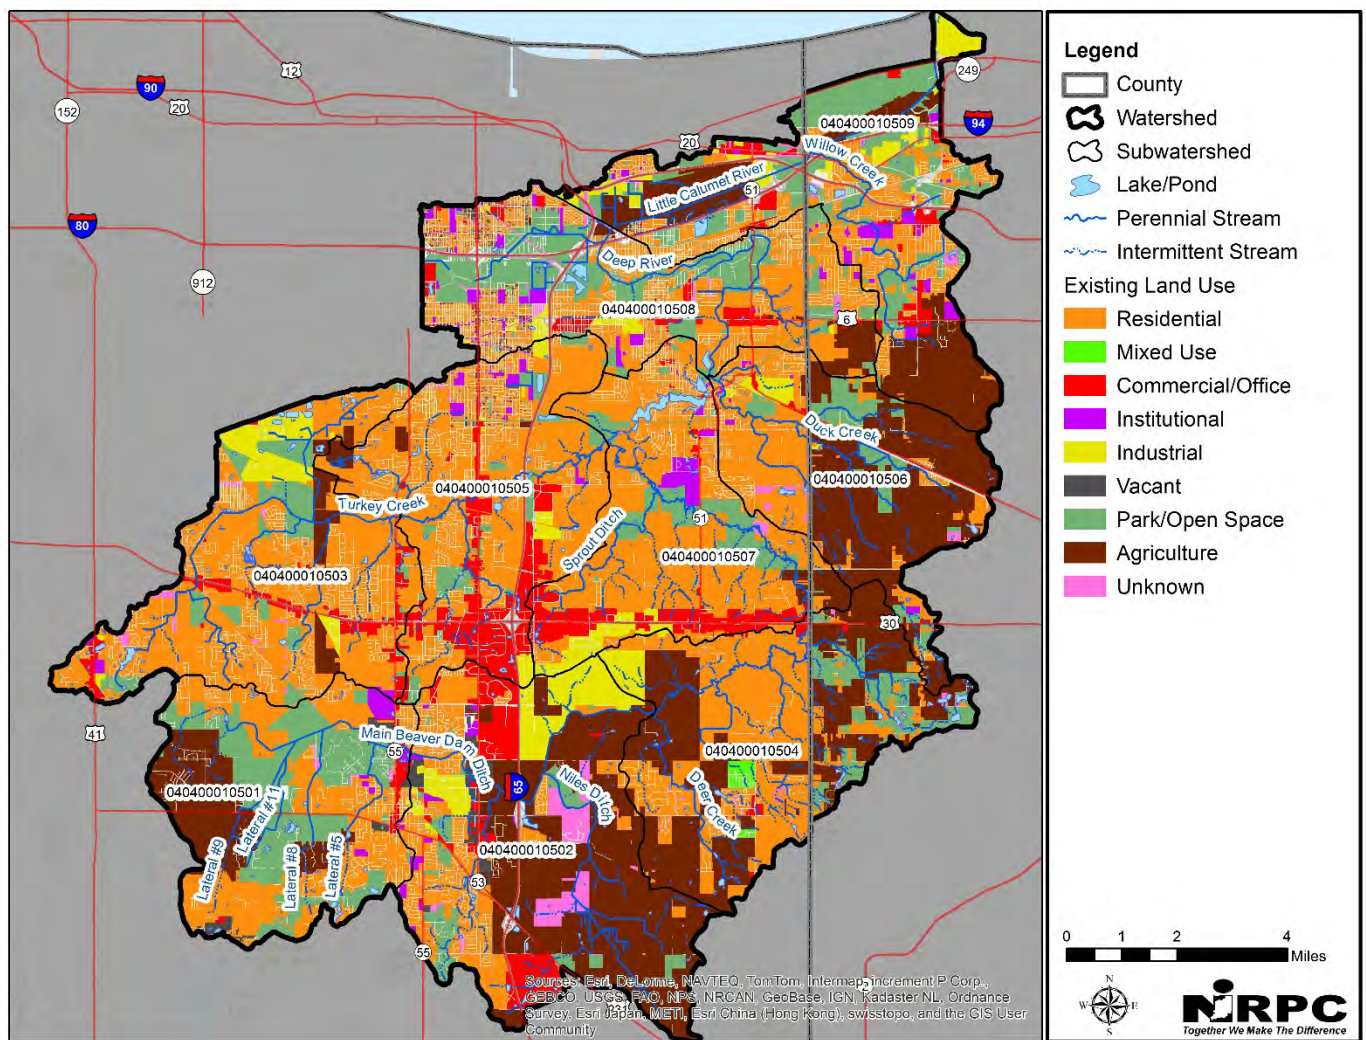 12
90
20
152
249
94
040400010509
20
Willow Creek
Little Calumet River
51
80
Deep River
912
040400010508
6
Duck Creek
040400010506
040400010505
Turkey Creek
51
Sprout Ditch
040400010507
040400010503
30
41
Main Beaver Dam Ditch
55
040400010504
65
Niles Ditch
Deer Creek
040400010501
Lateral #11
Lateral #9
Lateral #8
Lateral #5
040400010502
53
55
Sources: Esri, DeLorme, NAVTEQ, TomTom, Intermap, increment P Corp.,
GEBCO, USGS, FAO, NPS, NRCAN, GeoBase, IGN, Kadaster NL, Ordnance
Survey, Esri Japan, METI, Esri China (Hong Kong), swisstopo, and the GIS User
Community
Legend
County
Watershed
Subwatershed
Lake/Pond
Perennial Stream
Intermittent Stream
Existing Land Use
Residential
Mixed Use
Commercial/Office
Institutional
Industrial
Vacant
Park/Open Space
Agriculture
Unknown
0 1 2 4
Miles
N
W E
S
NIRPC
Together We Make The Difference